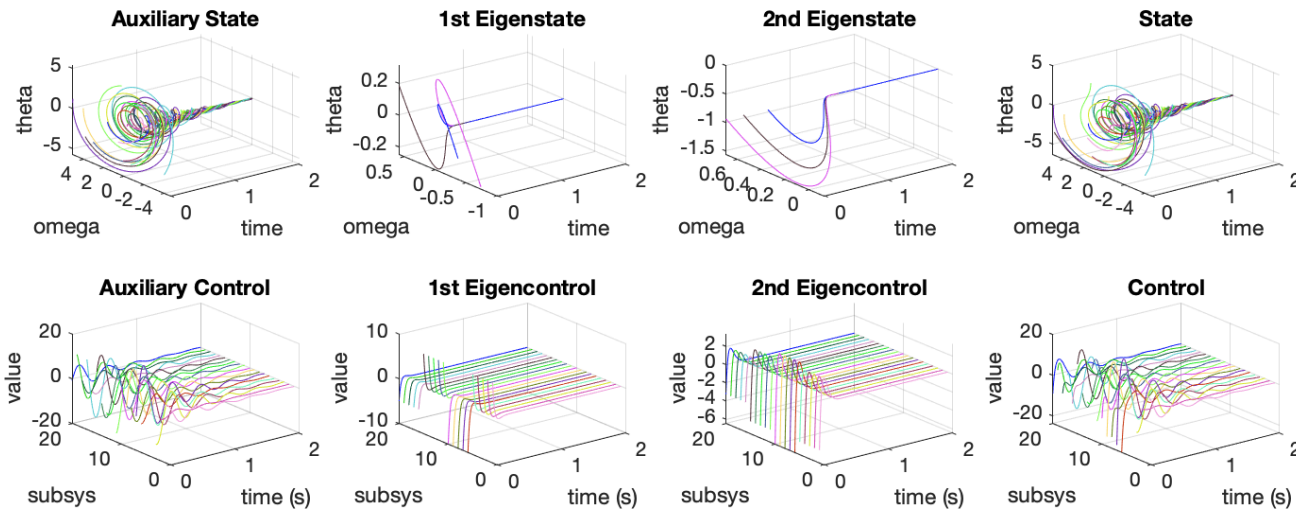 Auxiliary State
5
0
-5
theta
4
2
0
-2
-4
omega
0
1
2
time
1st Eigenstate
0.2
0
-0.2
theta
0.5
0
-0.5
-1
omega
0
1
2
time
2nd Eigenstate
0
-0.5
-1
-1.5
theta
0.6
0.4
0.2
0
omega
0
1
2
time
State
5
0
-5
theta
4
2
0
-2
-4
omega
0
1
2
time
Auxiliary Control
20
0
-20
value
20
10
0
subsys
0
1
2
time (s)
1st Eigencontrol
10
0
-10
value
20
10
0
subsys
0
1
2
time (s)
2nd Eigencontrol
2
0
-2
-4
-6
value
20
10
0
subsys
0
1
2
time (s)
Control
20
0
-20
value
20
10
0
subsys
0
1
2
time (s)